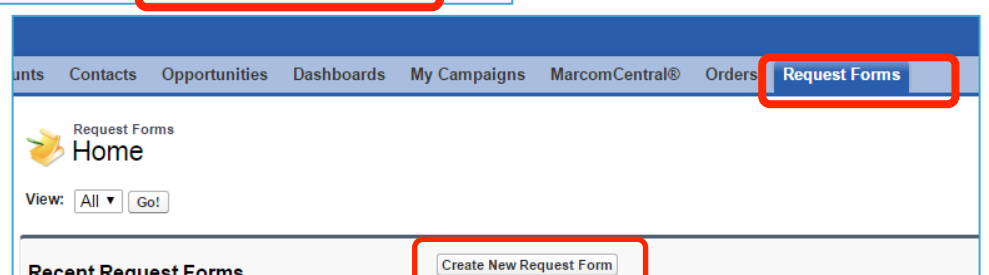 unts Contacts Opportunities Dashboards My Campaigns MarcomCentral® Orders Request Forms
Request Forms
Home
View: All Go!
Create New Request Form
Recent Request Forms